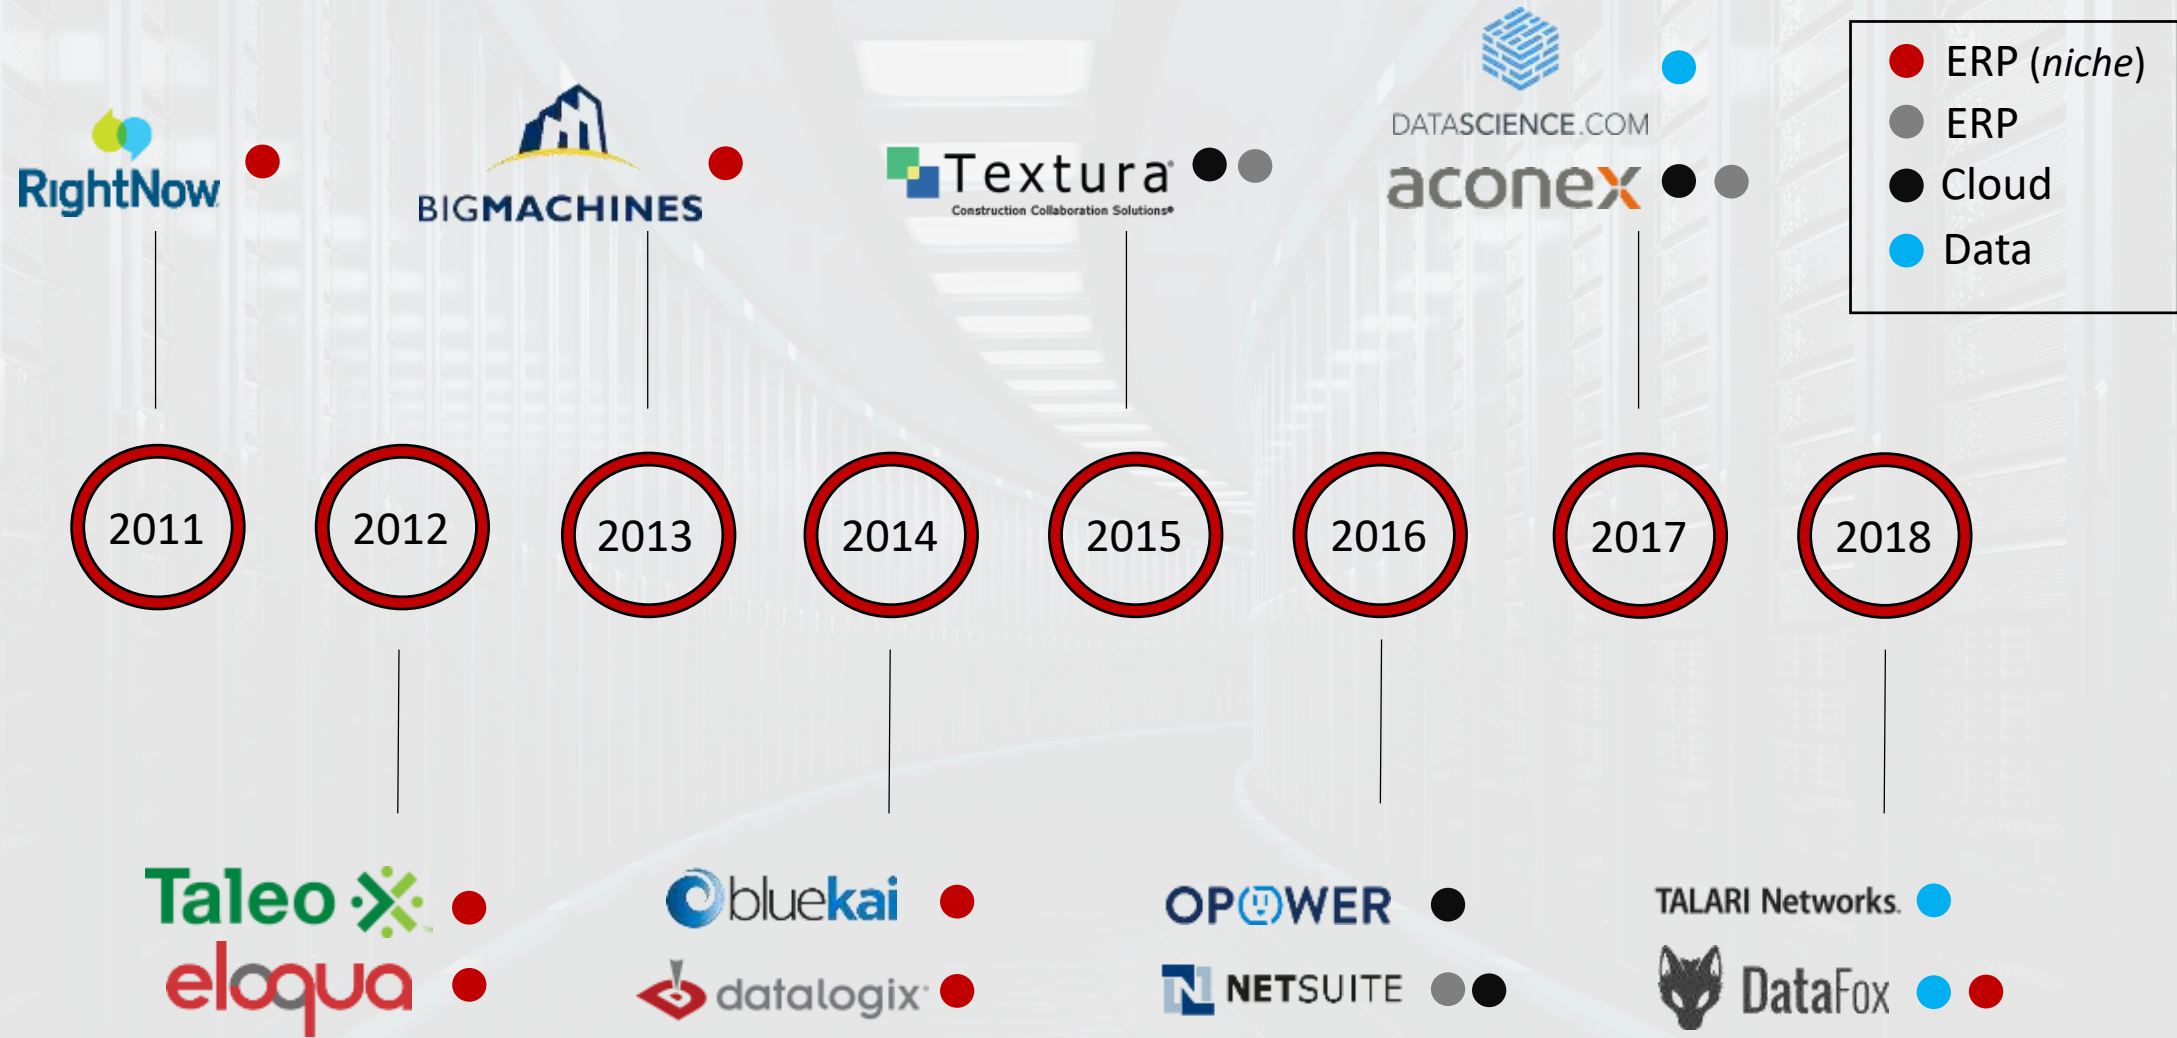 DATASCIENCE.COM
ERP (niche)
ERP
Cloud
Data
RightNow
BIGMACHINES
Textura
Construction Collaboration Solutions®
aconex
2011
2012
2013
2014
2015
2016
2017
2018
Taleo
eloqua
bluekai
datalogix
OPOWER
NETSUITE
TALARI Networks.
DataFox